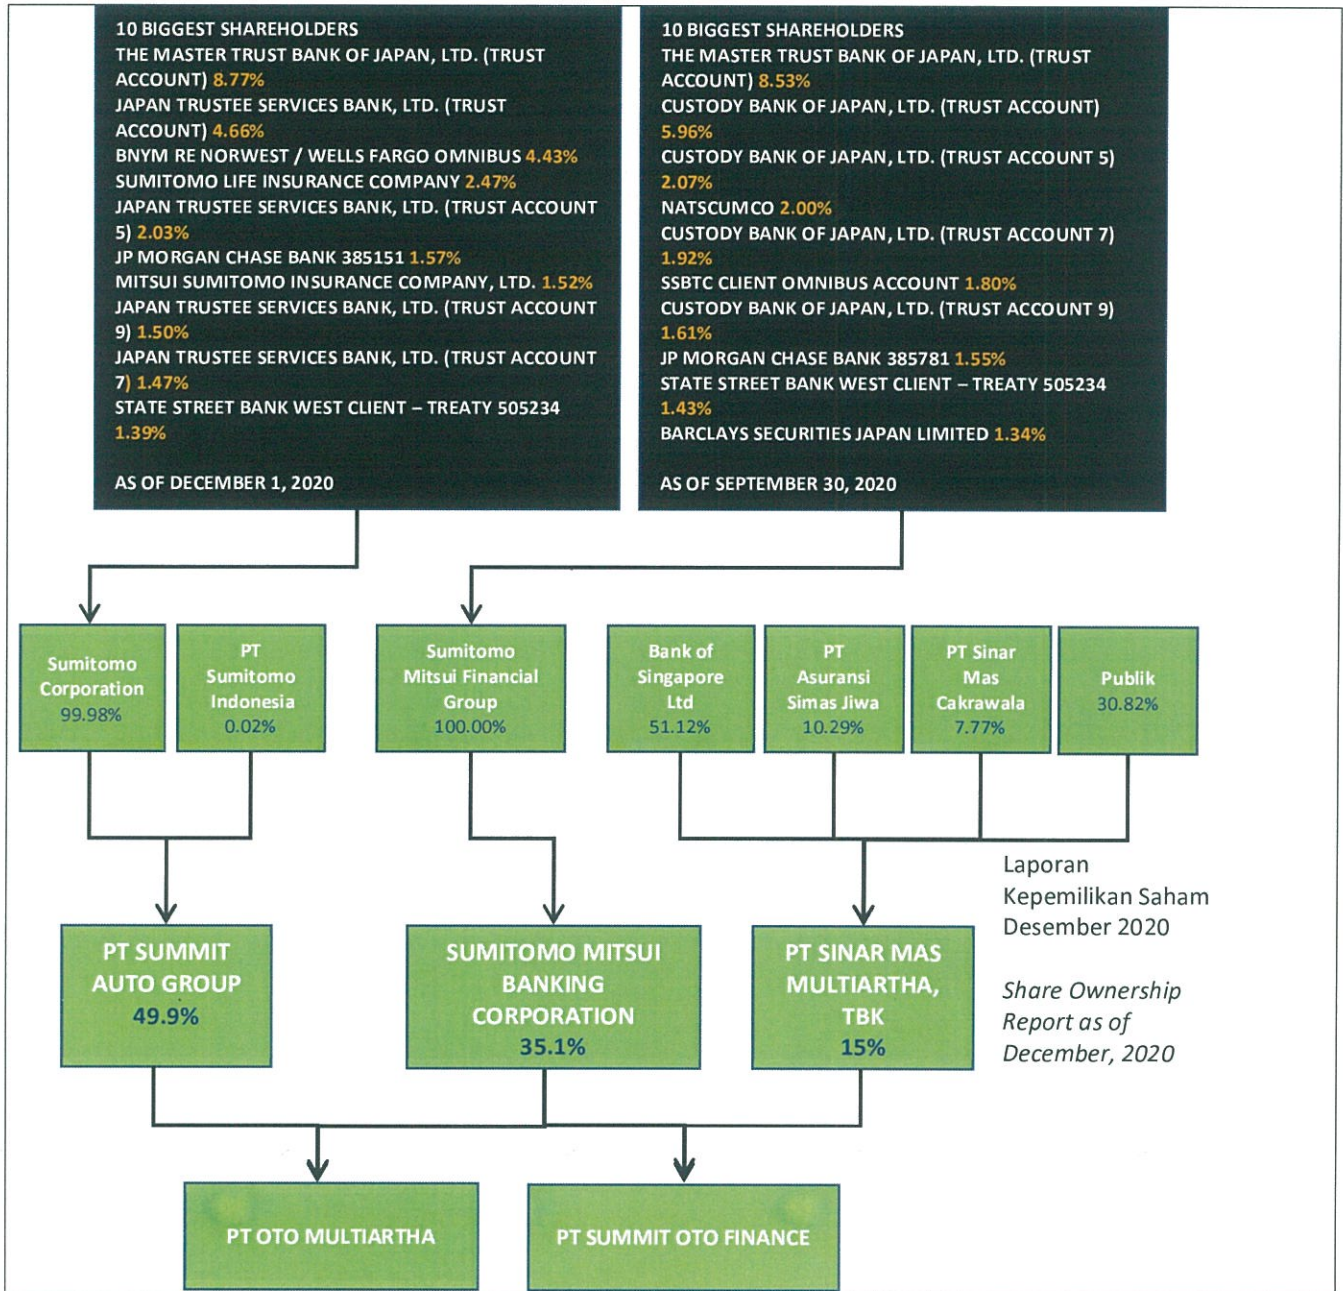 10 BIGGEST SHAREHOLDERS
THE MASTER TRUST BANK OF JAPAN, LTD. (TRUST
ACCOUNT) 8.77%
JAPAN TRUSTEE SERVICES BANK, LTD. (TRUST
ACCOUNT) 4.66%
BNYM RE NORWEST / WELLS FARGO OMNIBUS 4.43%
SUMITOMO LIFE INSURANCE COMPANY 2.47%
JAPAN TRUSTEE SERVICES BANK, LTD. (TRUST ACCOUNT
5) 2.03%
JP MORGAN CHASE BANK 385151 1.57%
MITSUI SUMITOMO INSURANCE COMPANY, LTD. 1.52%
JAPAN TRUSTEE SERVICES BANK, LTD. (TRUST ACCOUNT
9) 1.50%
JAPAN TRUSTEE SERVICES BANK, LTD. (TRUST ACCOUNT
7) 1.47%
STATE STREET BANK WEST CLIENT – TREATY 505234
1.39%
AS OF DECEMBER 1, 2020
10 BIGGEST SHAREHOLDERS
THE MASTER TRUST BANK OF JAPAN, LTD. (TRUST
ACCOUNT) 8.53%
CUSTODY BANK OF JAPAN, LTD. (TRUST ACCOUNT)
5.96%
CUSTODY BANK OF JAPAN, LTD. (TRUST ACCOUNT 5)
2.07%
NATSCUMCO 2.00%
CUSTODY BANK OF JAPAN, LTD. (TRUST ACCOUNT 7)
1.92%
SSBTC CLIENT OMNIBUS ACCOUNT 1.80%
CUSTODY BANK OF JAPAN, LTD. (TRUST ACCOUNT 9)
1.61%
JP MORGAN CHASE BANK 385781 1.55%
STATE STREET BANK WEST CLIENT – TREATY 505234
1.43%
BARCLAYS SECURITIES JAPAN LIMITED 1.34%
AS OF SEPTEMBER 30, 2020
Sumitomo
Corporation
99.98%
PT
Sumitomo
Indonesia
0.02%
Sumitomo
Mitsui Financial
Group
100.00%
Bank of
Singapore
Ltd
51.12%
PT
Asuransi
Simas Jiwa
10.29%
PT Sinar
Mas
Cakrawala
7.77%
Publik
30.82%
Laporan
Kepemilikan Saham
Desember 2020
Share Ownership
Report as of
December, 2020
PT SUMMIT
AUTO GROUP
49.9%
SUMITOMO MITSUI
BANKING
CORPORATION
35.1%
PT SINAR MAS
MULTIARTHA,
TBK
15%
PT OTO MULTIARTHA
PT SUMMIT OTO FINANCE